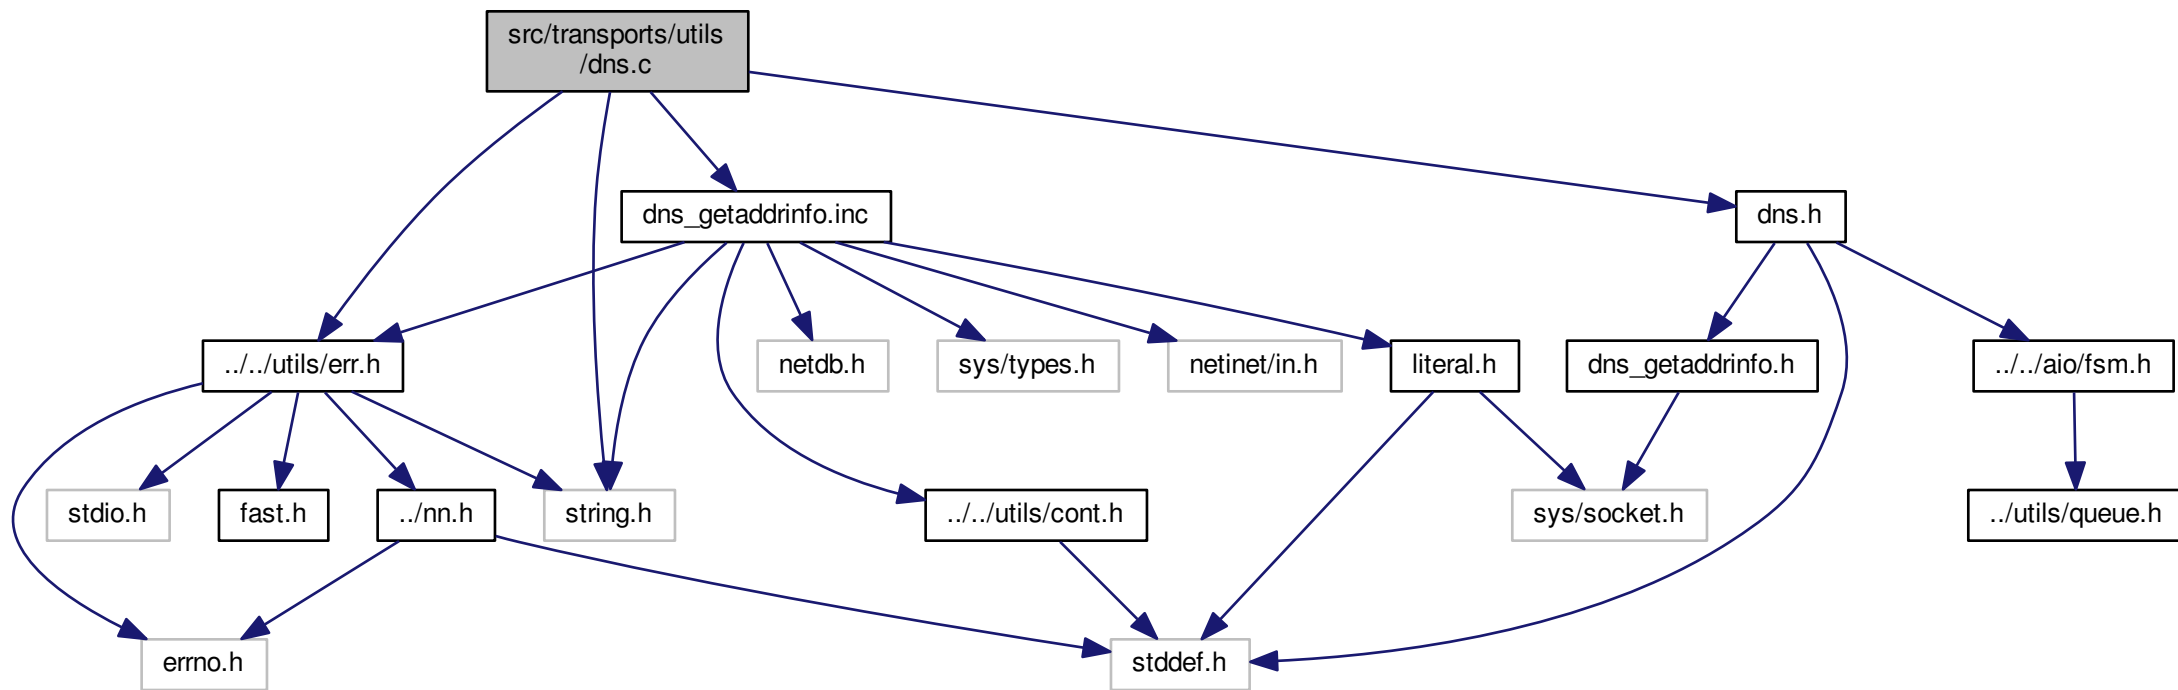 src/transports/utils
/dns.c
dns_getaddrinfo.inc
dns.h
../../utils/err.h
netdb.h
sys/types.h
netinet/in.h
literal.h
dns_getaddrinfo.h
../../aio/fsm.h
stdio.h
fast.h
../nn.h
string.h
../../utils/cont.h
sys/socket.h
../utils/queue.h
errno.h
stddef.h